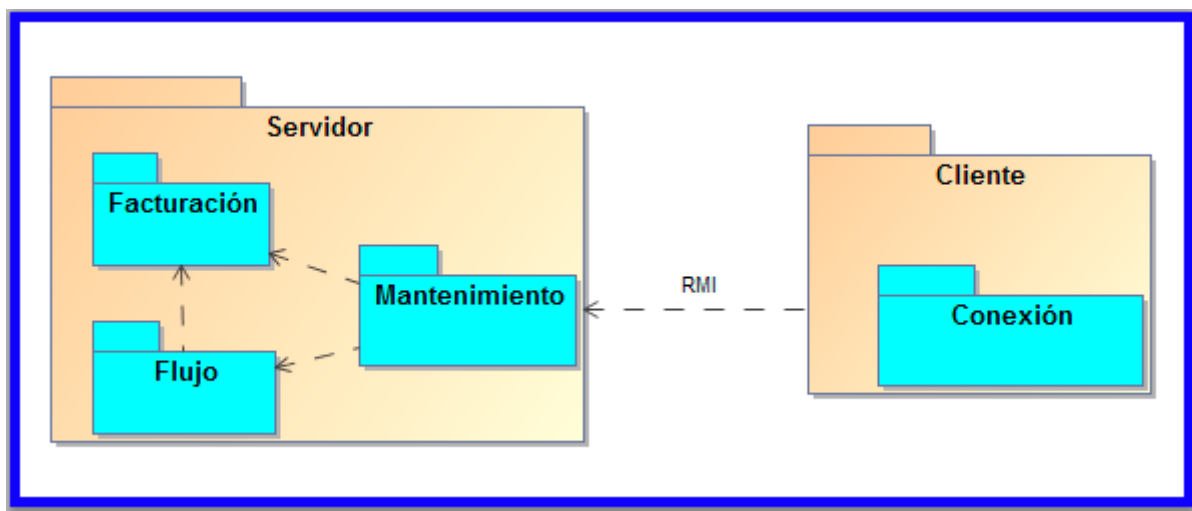 Servidor
Facturación
Mantenimiento
Flujo
RMI
Cliente
Conexión